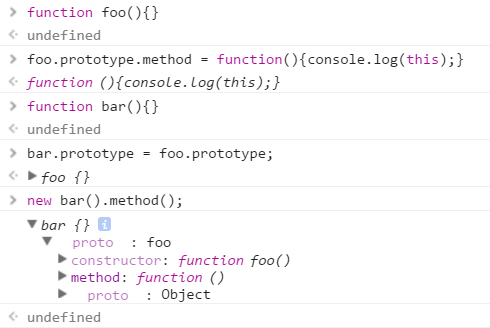 function foo(){}
undefined
foo.prototype.method = function(){console.log(this);}
function (){console.log(this);}
function bar(){}
undefined
bar.prototype = foo.prototype;
foo {}
new bar().method();
bar {} i
proto : foo
constructor: function foo()
method: function ()
proto : Object
undefined